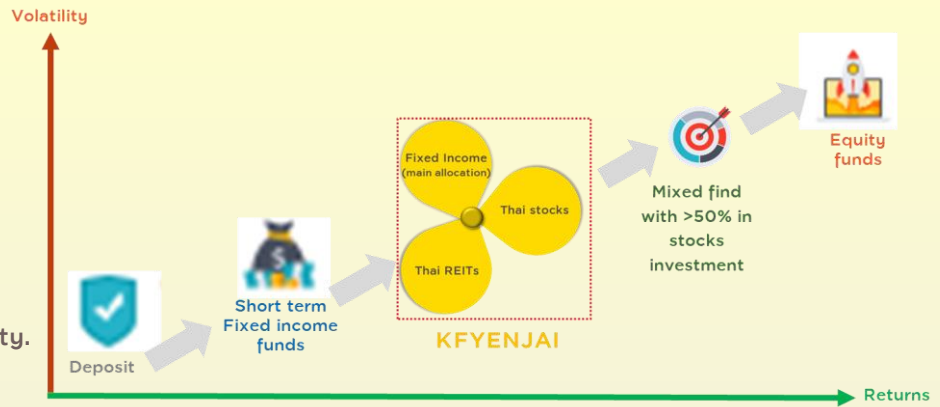 Volatility
Equity
funds
Fixed Income
(main allocation)
Thai stocks
Thai REITs
Mixed find
with >50% in
stocks
investment
Short term
Fixed income
funds
KFYENJAI
ty.
Deposit
Returns